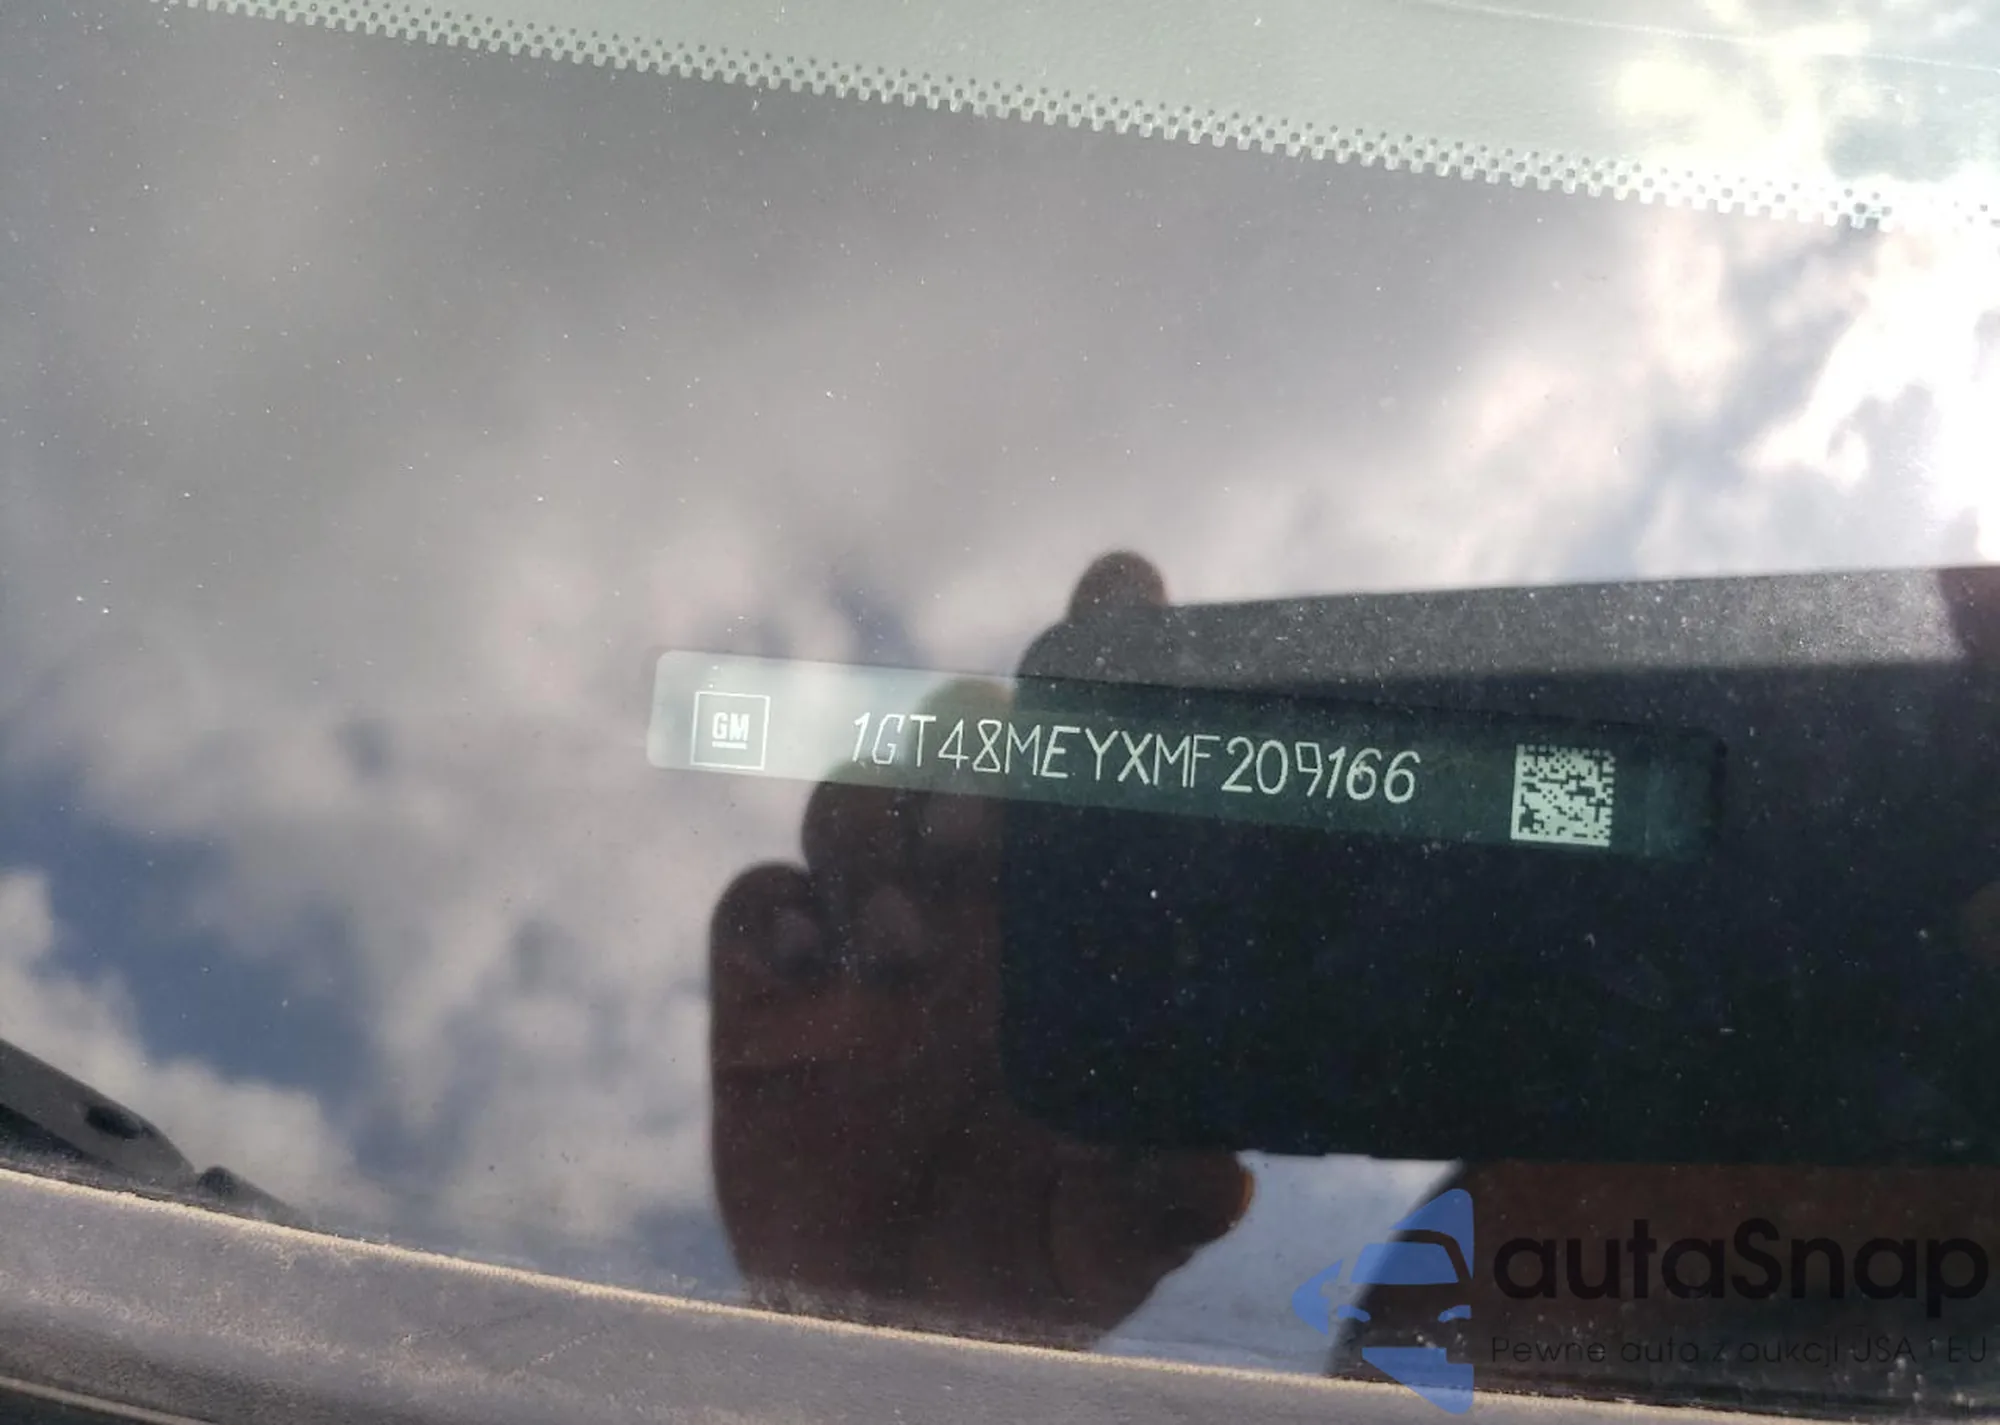 GM
1GT48MEYXMF209166
autaSnap
Pewne auta z aukcji USA i EU